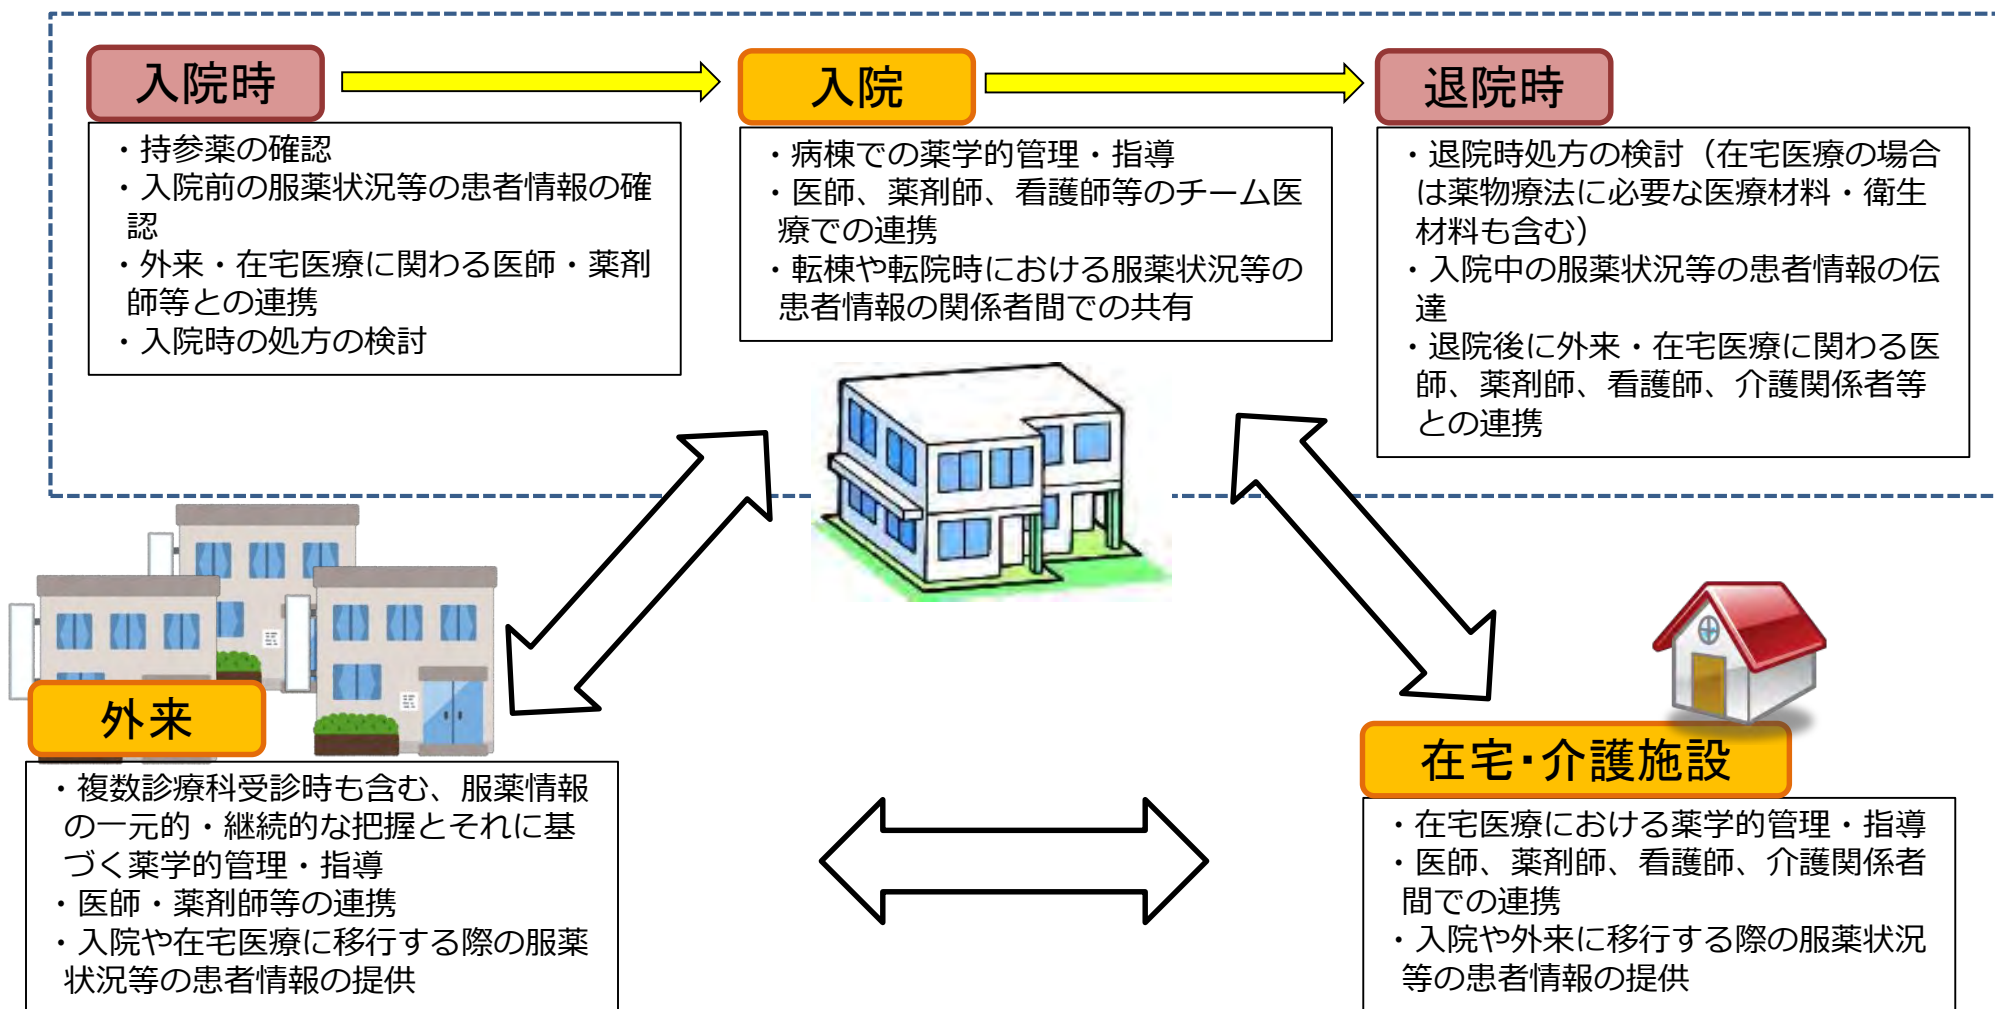 入院時
・持参薬の確認
・入院前の服薬状況等の患者情報の確
認
・外来・在宅医療に関わる医師・薬剤
師等との連携
・入院時の処方の検討
入院
・病棟での薬学的管理・指導
・医師、薬剤師、看護師等のチーム医
療での連携
・転棟や転院時における服薬状況等の
患者情報の関係者間での共有
退院時
・退院時処方の検討（在宅医療の場合
は薬物療法に必要な医療材料・衛生
材料も含む）
・入院中の服薬状況等の患者情報の伝
達
・退院後に外来・在宅医療に関わる医
師、薬剤師、看護師、介護関係者等
との連携
外来
・複数診療科受診時も含む、服薬情報
の一元的・継続的な把握とそれに基
づく薬学的管理・指導
・医師・薬剤師等の連携
・入院や在宅医療に移行する際の服薬
状況等の患者情報の提供
在宅・介護施設
・在宅医療における薬学的管理・指導
・医師、薬剤師、看護師、介護関係者
間での連携
・入院や外来に移行する際の服薬状況
等の患者情報の提供